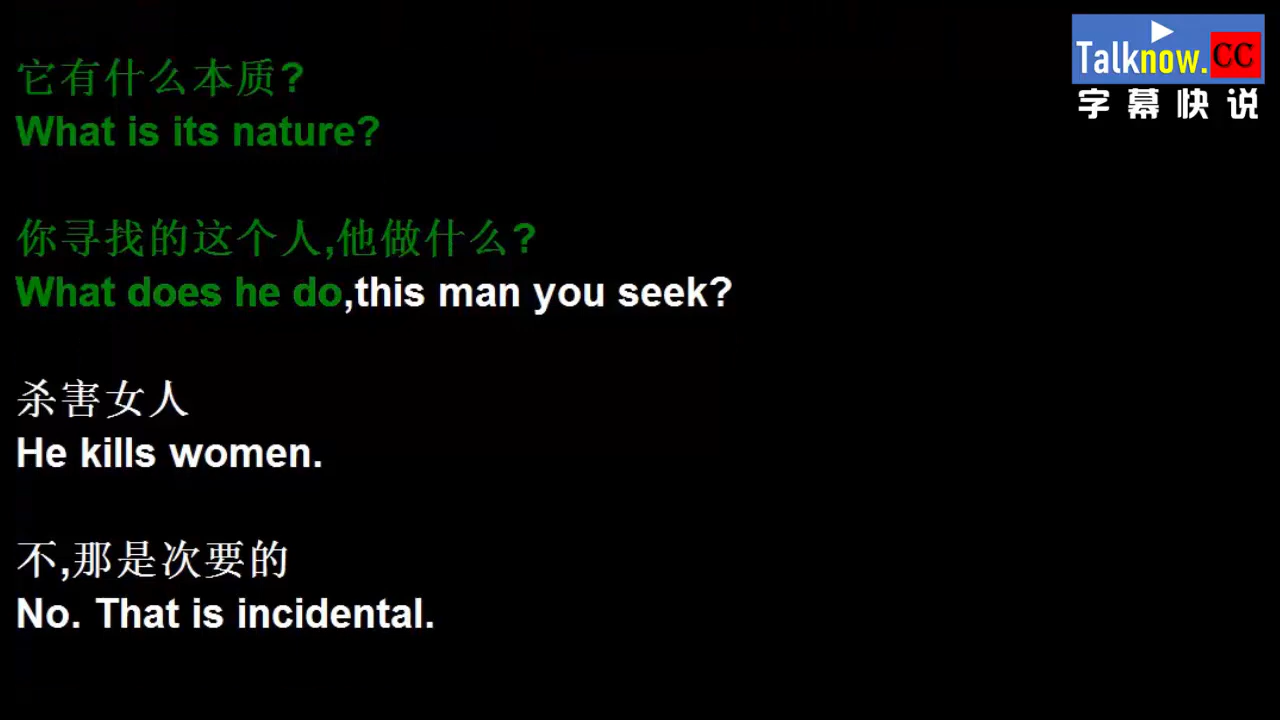 它有什么本质?
What is its nature?
你寻找的这个人,他做什么?
What does he do,this man you seek?
杀害女人
He kills women.
不,那是次要的
No. That is incidental.
Talknow.CC
字幕快说